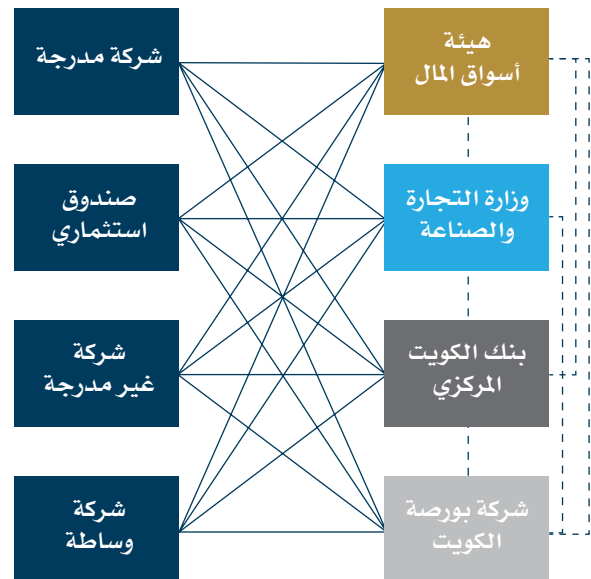 هيئة
أسواق المال
شركة مدرجة
وزارة التجارة
والصناعة
صندوق
استثماري
بنك الكويت
المركزي
شركة
غير مدرجة
شركة بورصة
الكويت
شركة
وساطة